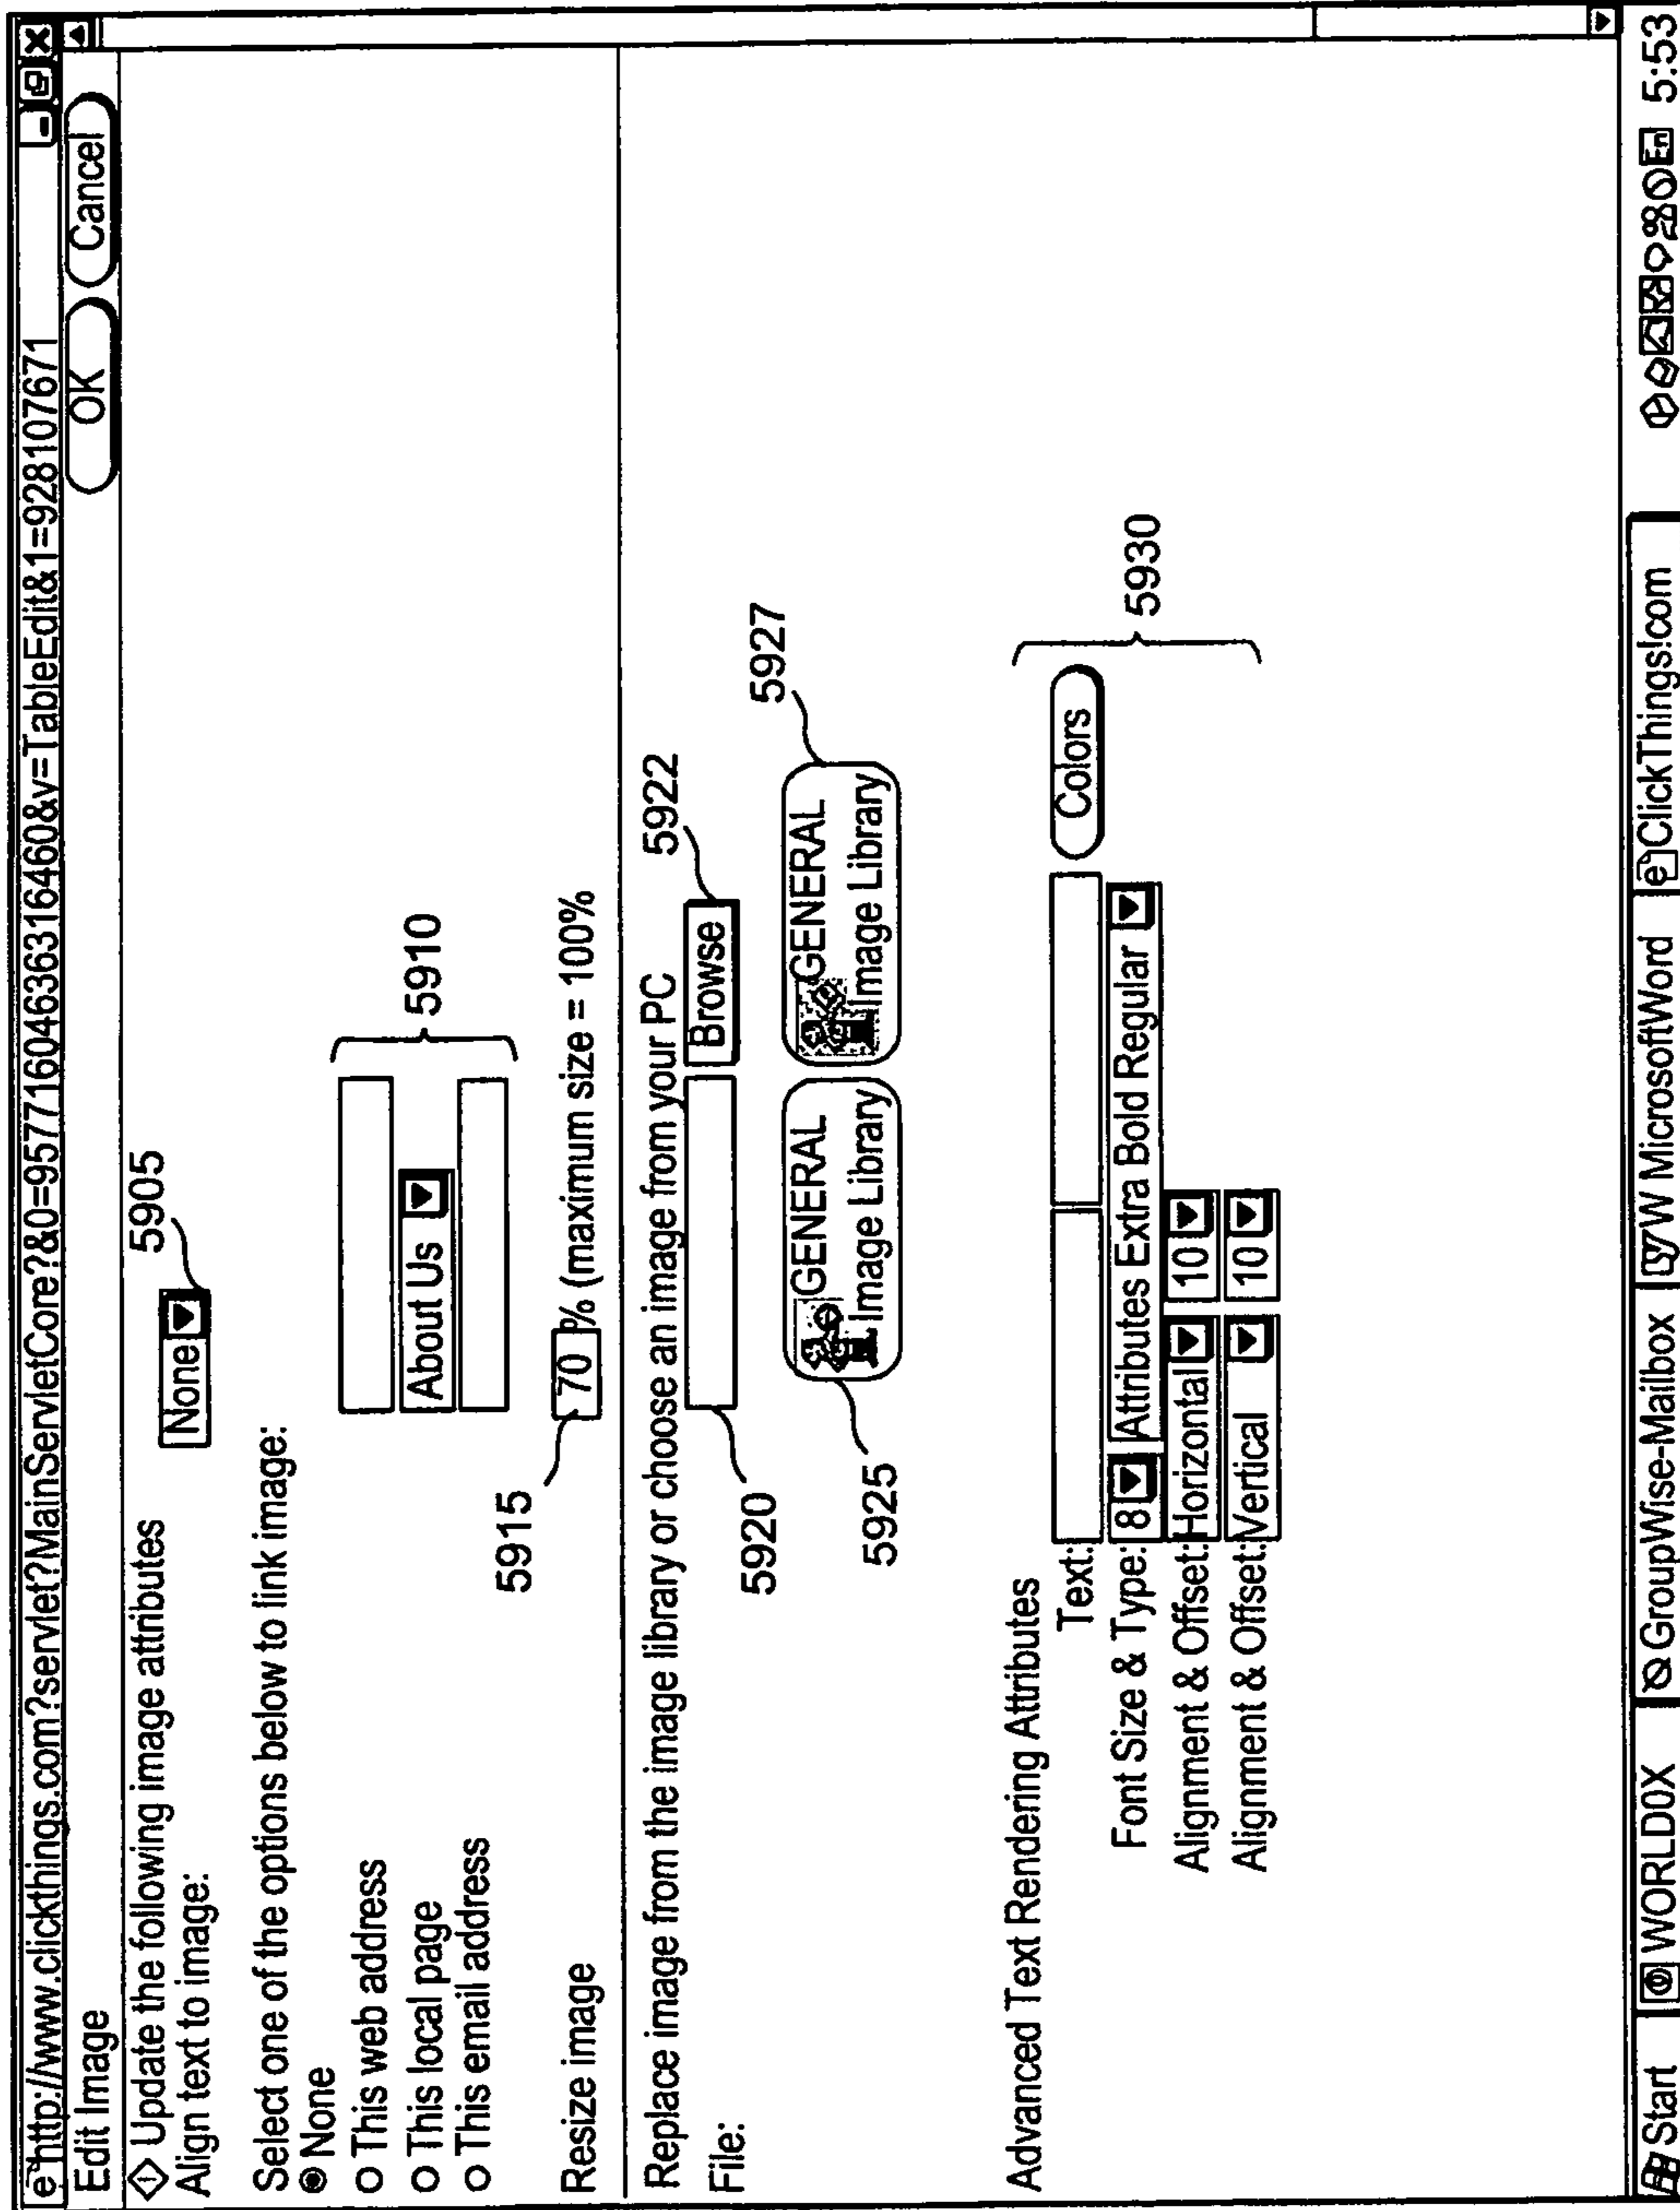 http://www.clickthings.com?servlet?MainServletCore?&0=9577160463631646​0&v=TableEdit&1=928107671
Edit Image
OK Cancel
Update the following image attributes
Align text to image: None 5905
Select one of the options below to link image:
None
This web address
This local page About Us 5910
This email address
5915
Resize image 70 % (maximum size = 100%
Replace image from the image library or choose an image from your PC
File: Browse 5922
5920
GENERAL Image Library GENERAL Image Library 5927
5925
Advanced Text Rendering Attributes
Text: Colors
Font Size & Type: 8 Attributes Extra Bold Regular 5930
Alignment & Offset: Horizontal 10
Alignment & Offset: Vertical 10
Start WORLDOX GroupWise-Mailbox W MicrosoftWord ClickThings!com En 5:53